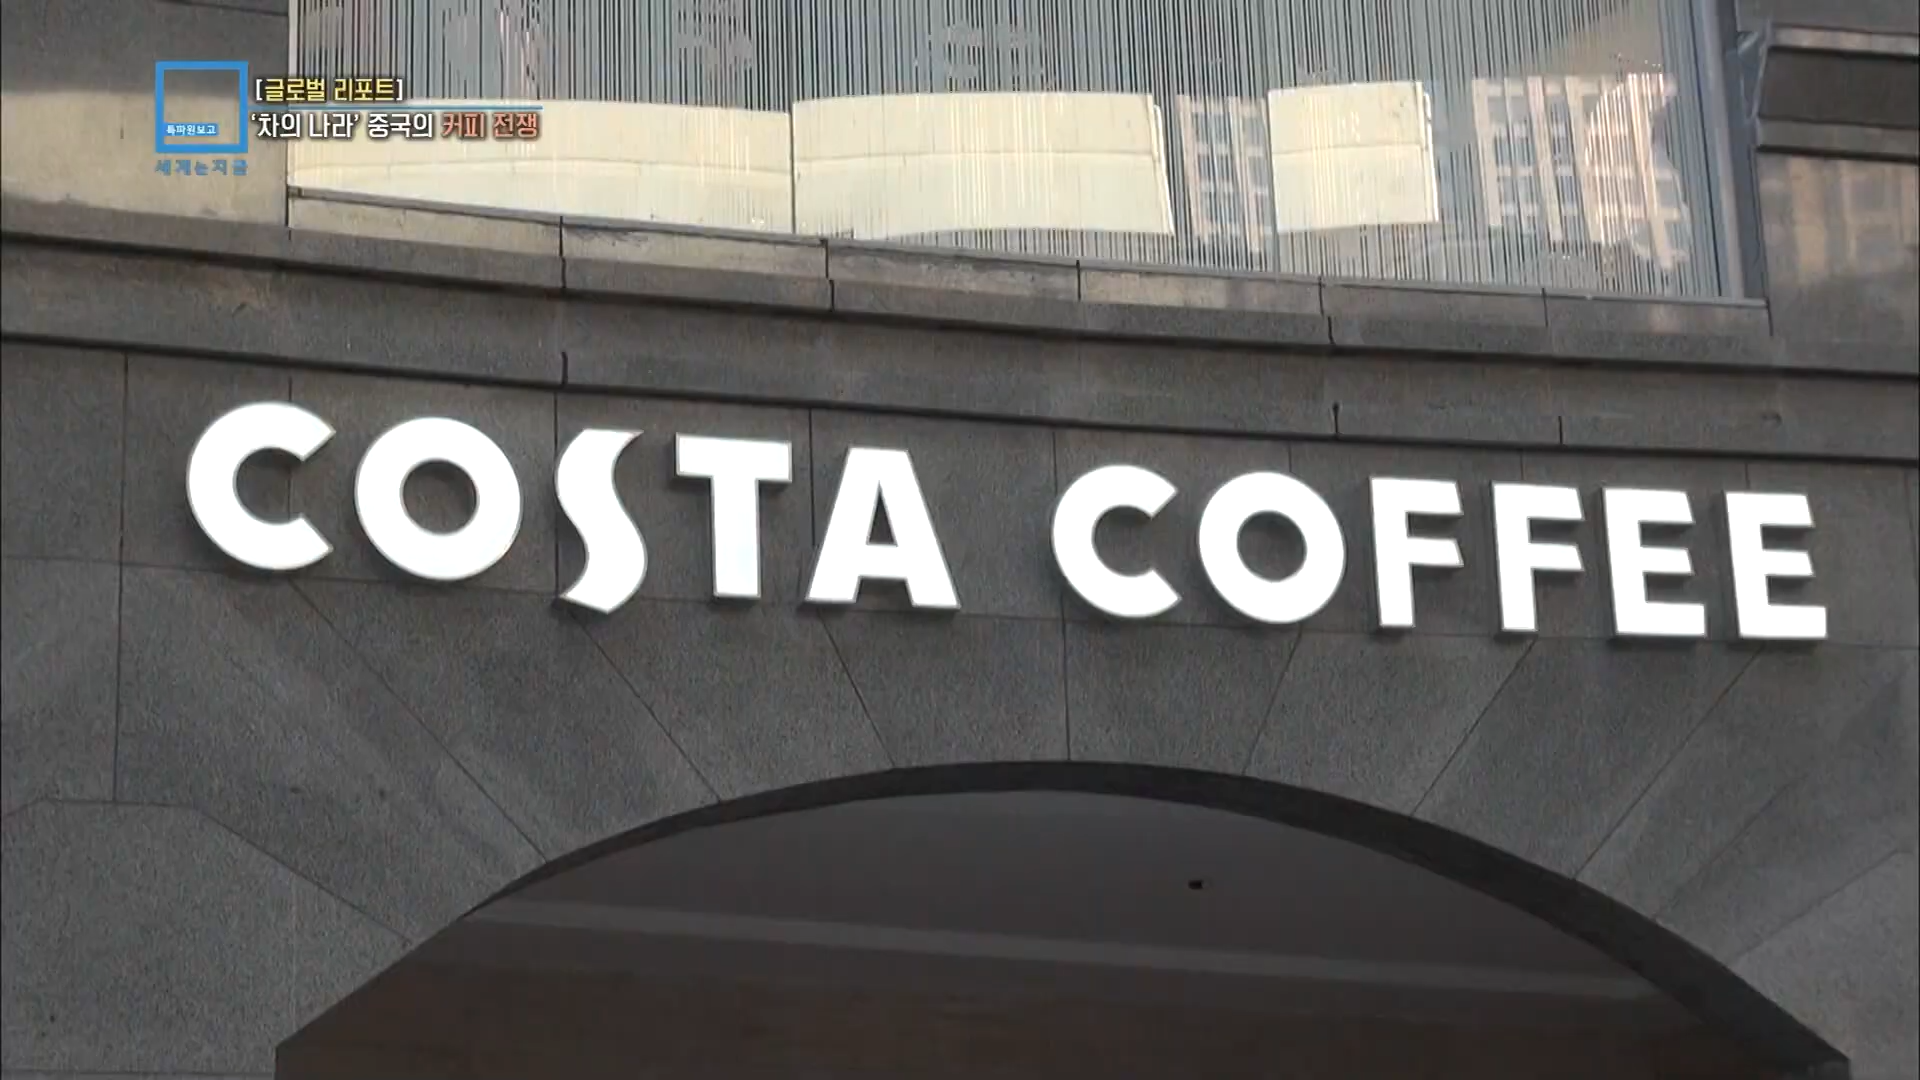 [글로벌 리포트]
'차의 나라' 중국의 커피 전쟁
특파원보고
세계는지금
COSTA COFFEE